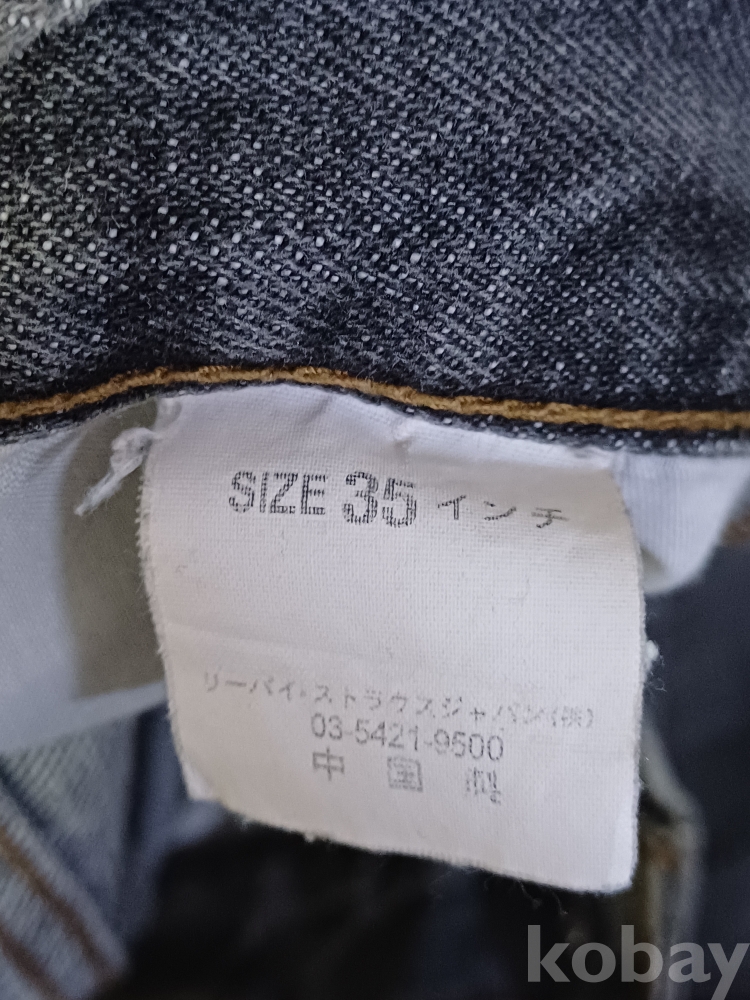 SIZE 35 インチ
リーバイ・ストラウスジャパン(株)
03-5421-9500
中国製
kobay